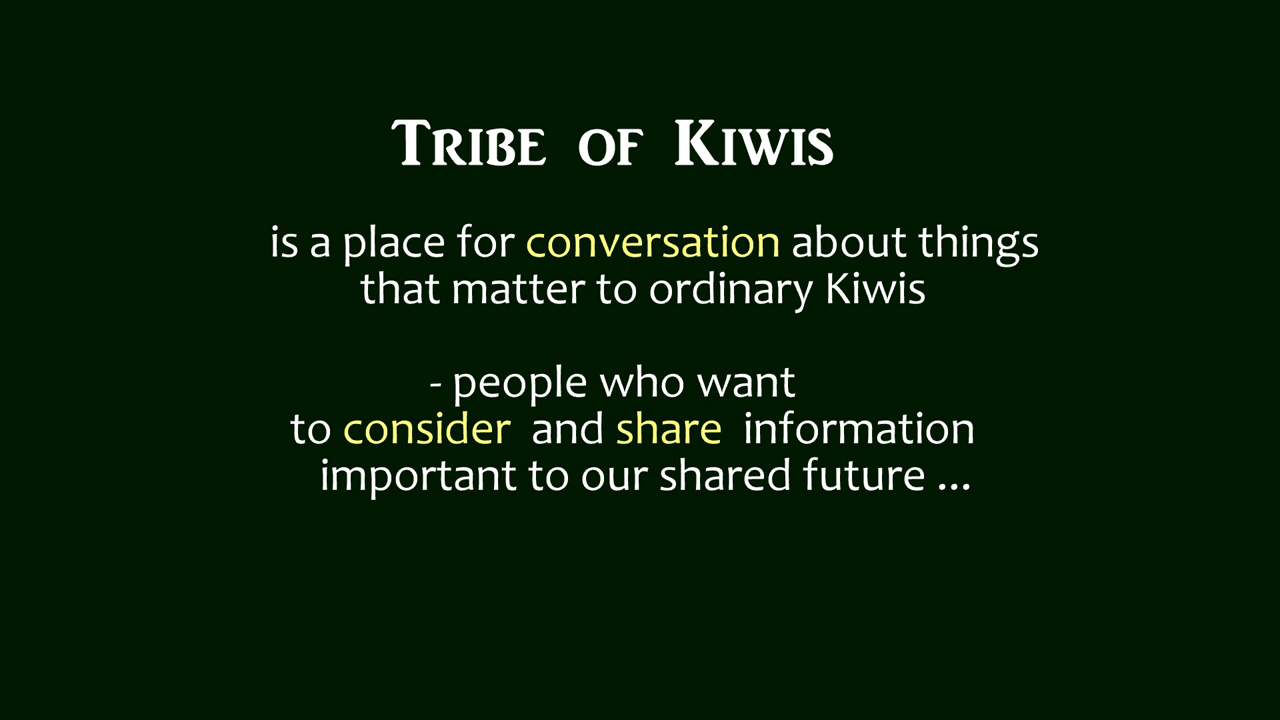 Tribe of Kiwis
is a place for conversation about things
that matter to ordinary Kiwis
- people who want
to consider and share information
important to our shared future ...